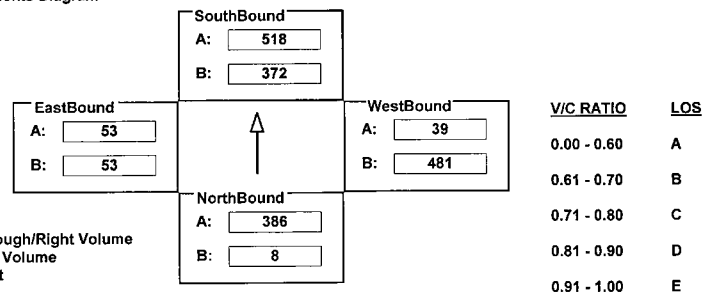 SouthBound
A: 518
B: 372
EastBound
A: 53
B: 53
WestBound
A: 39
B: 481
NorthBound
A: 386
B: 8
Volume
V/C RATIO LOS
0.00 - 0.60 A
0.61 - 0.70 B
0.71 - 0.80 C
0.81 - 0.90 D
0.91 - 1.00 E